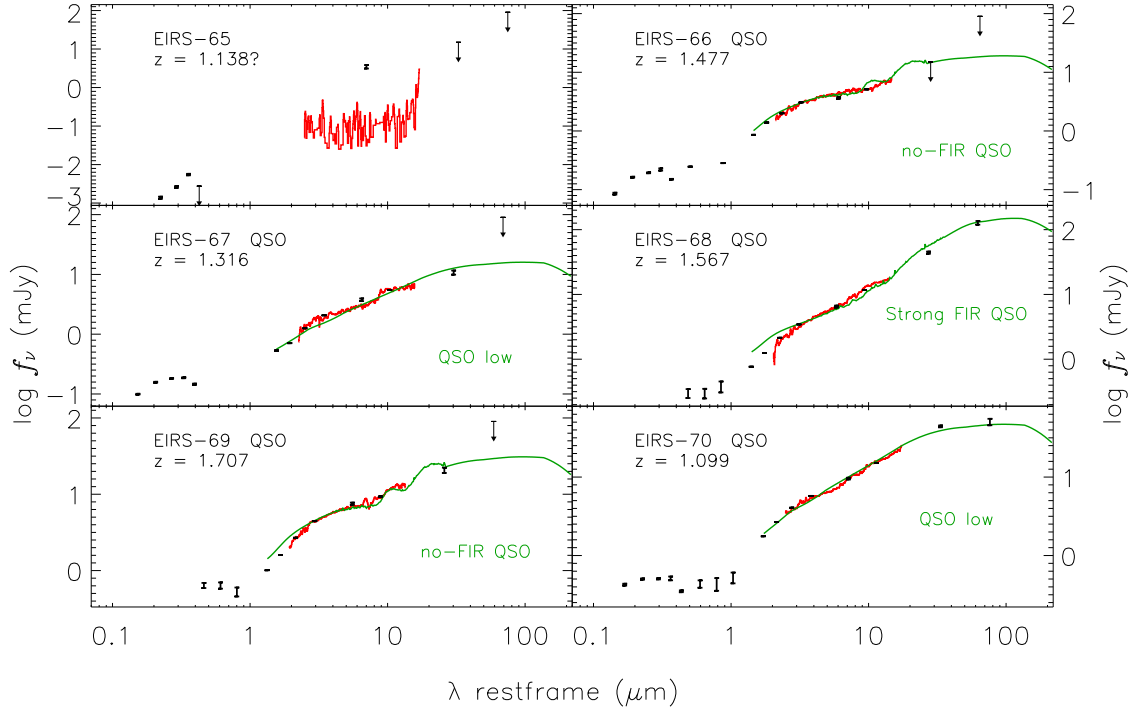 EIRS-65
z = 1.138?
2
1
0
-1
-2
-3
EIRS-66 QSO
z = 1.477
no-FIR QSO
2
1
0
-1
EIRS-67 QSO
z = 1.316
QSO low
2
1
0
-1
EIRS-68 QSO
z = 1.567
Strong FIR QSO
2
1
0
EIRS-69 QSO
z = 1.707
no-FIR QSO
2
1
0
EIRS-70 QSO
z = 1.099
QSO low
1
0
log fν (mJy)
log fν (mJy)
0.1 1 10 100
0.1 1 10 100
λ restframe (μm)